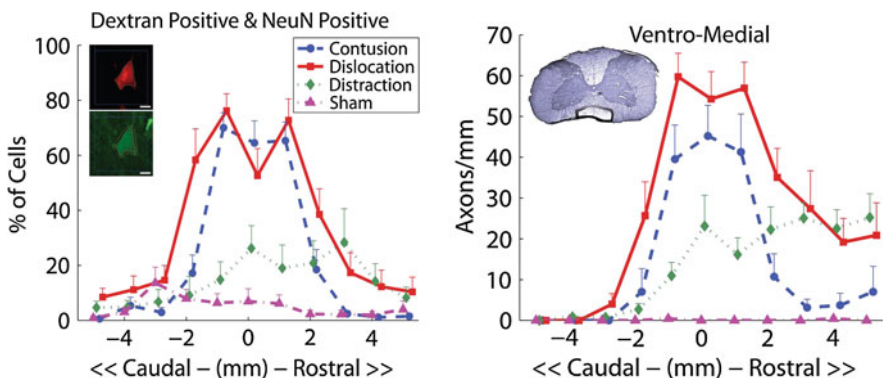 Dextran Positive & NeuN Positive
% of Cells
100
80
60
40
20
0
Contusion
Dislocation
Distraction
Sham
−4 −2 0 2 4
<< Caudal – (mm) – Rostral >>
Ventro-Medial
Axons/mm
70
60
50
40
30
20
10
0
−4 −2 0 2 4
<< Caudal – (mm) – Rostral >>